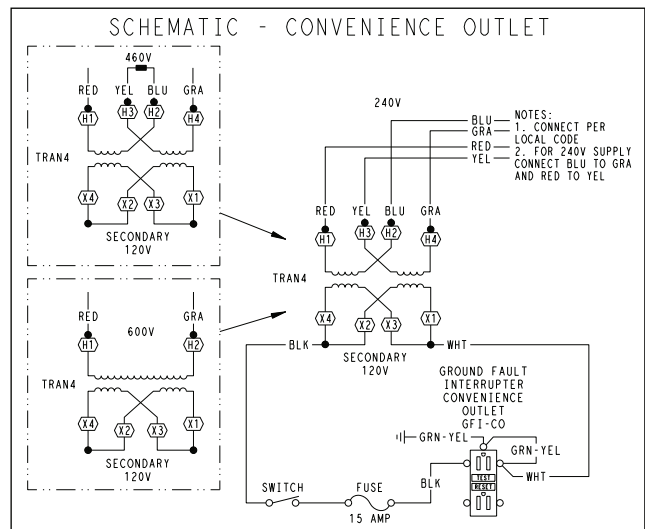 SCHEMATIC - CONVENIENCE OUTLET
460V
RED YEL BLU GRA
H1 H3 H2 H4
TRAN4
X4 X2 X3 X1
SECONDARY
120V
RED GRA
600V
H1 H2
TRAN4
X4 X2 X3 X1
SECONDARY
120V
240V
BLU
GRA
RED
YEL
NOTES:
1. CONNECT PER
LOCAL CODE
2. FOR 240V SUPPLY
CONNECT BLU TO GRA
AND RED TO YEL
RED YEL BLU GRA
H1 H3 H2 H4
TRAN4
X4 X2 X3 X1
BLK
WHT
SECONDARY
120V
GROUND FAULT
INTERRUPTER
CONVENIENCE
OUTLET
GFI-CO
GRN-YEL
GRN-YEL
WHT
BLK
TEST
RESET
SWITCH
FUSE
15 AMP